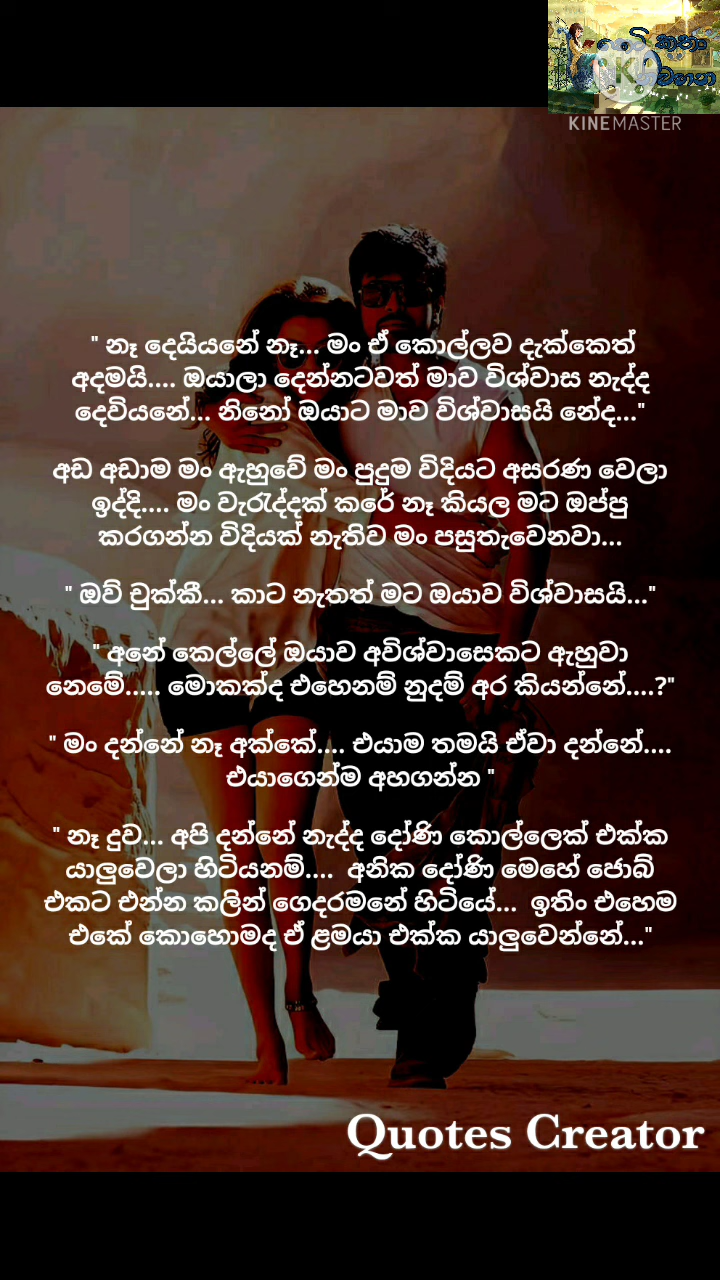 කතා
KINEMASTER
" නෑ දෙයියනේ නෑ... මං ඒ කොල්ලව දැක්කෙත්
අදමයි.... ඔයාලා දෙන්නටවත් මාව විශ්වාස නැද්ද
දෙවියනේ... නිනෝ ඔයාට මාව විශ්වාසයි නේද..."
අඩ අඩාම මං ඇහුවේ මං පුදුම විදියට අසරණ වෙලා
ඉද්දි.... මං වැරැද්දක් කරේ නෑ කියල මට ඔප්පු
කරගන්න විදියක් නැතිව මං පසුතැවෙනවා...
" ඔව් චුක්කී... කාට නැතත් මට ඔයාව විශ්වාසයි..."
" අනේ කෙල්ලේ ඔයාව අවිශ්වාසෙකට ඇහුවා
නෙමේ..... මොකක්ද එහෙනම් නුදම් අර කියන්නේ....?"
" මං දන්නේ නෑ අක්කේ.... එයාම තමයි ඒවා දන්නේ....
එයාගෙන්ම අහගන්න "
" නෑ දුව... අපි දන්නේ නැද්ද දෝණි කොල්ලෙක් එක්ක
යාලුවෙලා හිටියනම්.... අනික දෝණි මෙහේ ජොබ්
එකට එන්න කලින් ගෙදරමනේ හිටියේ... ඉතිං එහෙම
එකේ කොහොමද ඒ ළමයා එක්ක යාලුවෙන්නේ..."
Quotes Creator